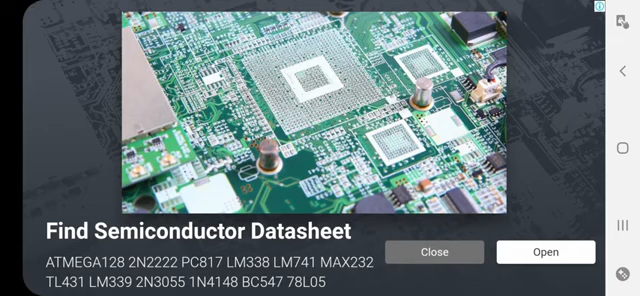 Find Semiconductor Datasheet
ATMEGA128 2N2222 PC817 LM338 LM741 MAX232
TL431 LM339 2N3055 1N4148 BC547 78L05
Close
Open